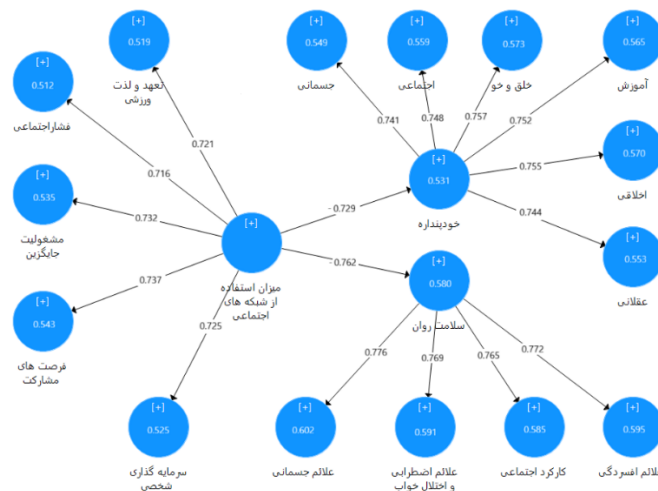 [+]
0.519
تعهد و لذت
ورزشی
[+]
0.549
جسمانی
[+]
0.559
اجتماعی
[+]
0.573
خلق و خو
[+]
0.565
آموزش
[+]
0.512
فشاراجتماعی
0.721
0.741
0.748
0.757
0.752
0.716
[+]
0.531
خودپنداره
0.755
[+]
0.570
اخلاقی
[+]
0.535
مشغولیت
جایگزین
0.732
- 0.729
0.744
[+]
میزان استفاده
از شبکه های
اجتماعی
[+]
0.553
عقلانی
0.737
- 0.762
[+]
0.580
سلامت روان
[+]
0.543
فرصت های
مشارکت
0.725
0.776
0.769
0.765
0.772
[+]
0.525
سرمایه گذاری
شخصی
[+]
0.602
علائم جسمانی
[+]
0.591
علائم اضطرابی
و اختلال خواب
[+]
0.585
کارکرد اجتماعی
[+]
0.595
علائم افسردگی